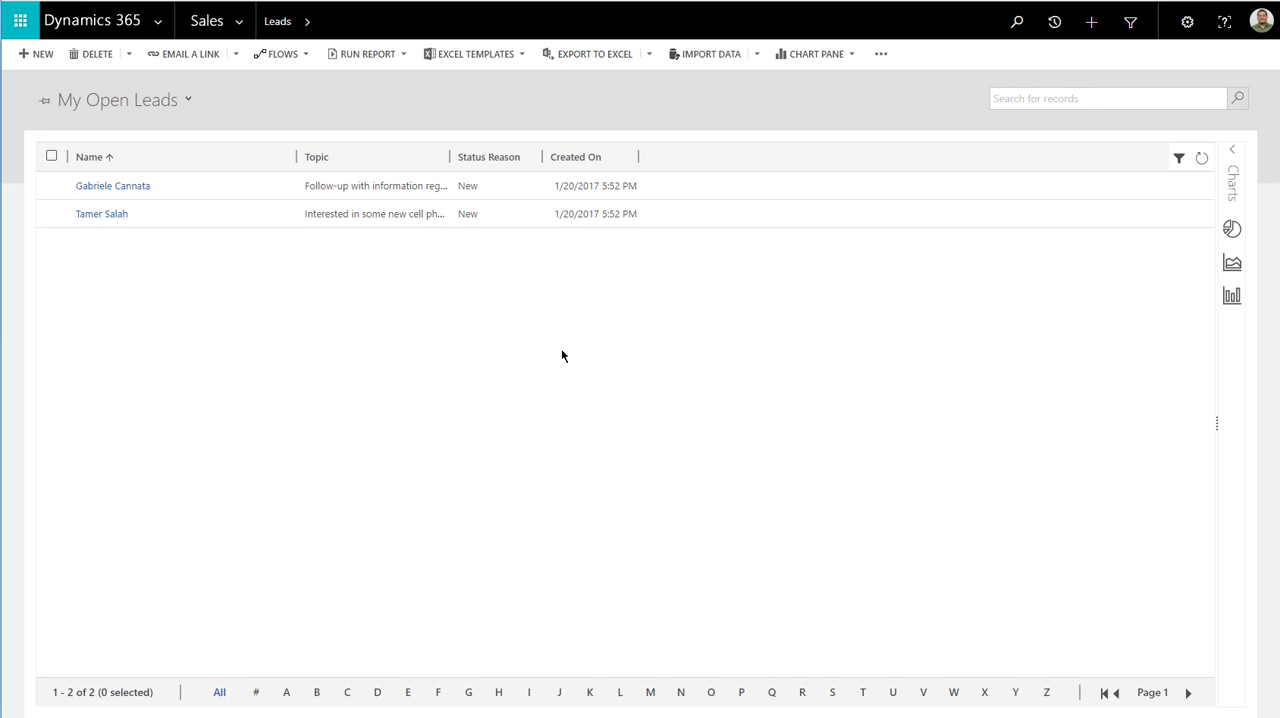 Dynamics 365 Sales Leads
NEW DELETE EMAIL A LINK FLOWS RUN REPORT EXCEL TEMPLATES EXPORT TO EXCEL IMPORT DATA CHART PANE
My Open Leads
Search for records
Name Topic Status Reason Created On
Gabriele Cannata Follow-up with information reg... New 1/20/2017 5:52 PM
Tamer Salah Interested in some new cell ph... New 1/20/2017 5:52 PM
Charts
1 - 2 of 2 (0 selected) All # A B C D E F G H I J K L M N O P Q R S T U V W X Y Z Page 1